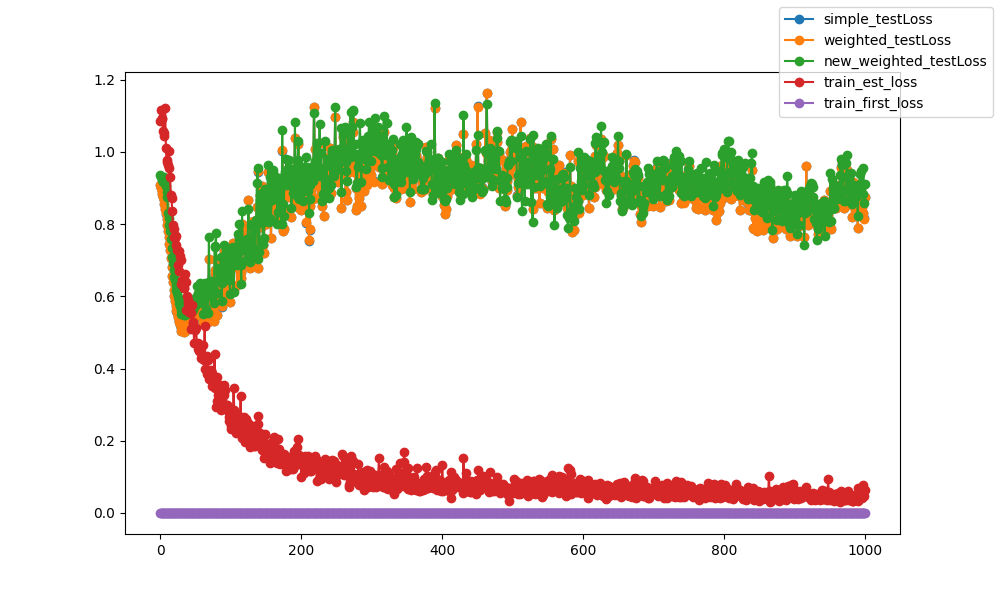 simple_testLoss
weighted_testLoss
new_weighted_testLoss
train_est_loss
train_first_loss
1.2
1.0
0.8
0.6
0.4
0.2
0.0
0 200 400 600 800 1000